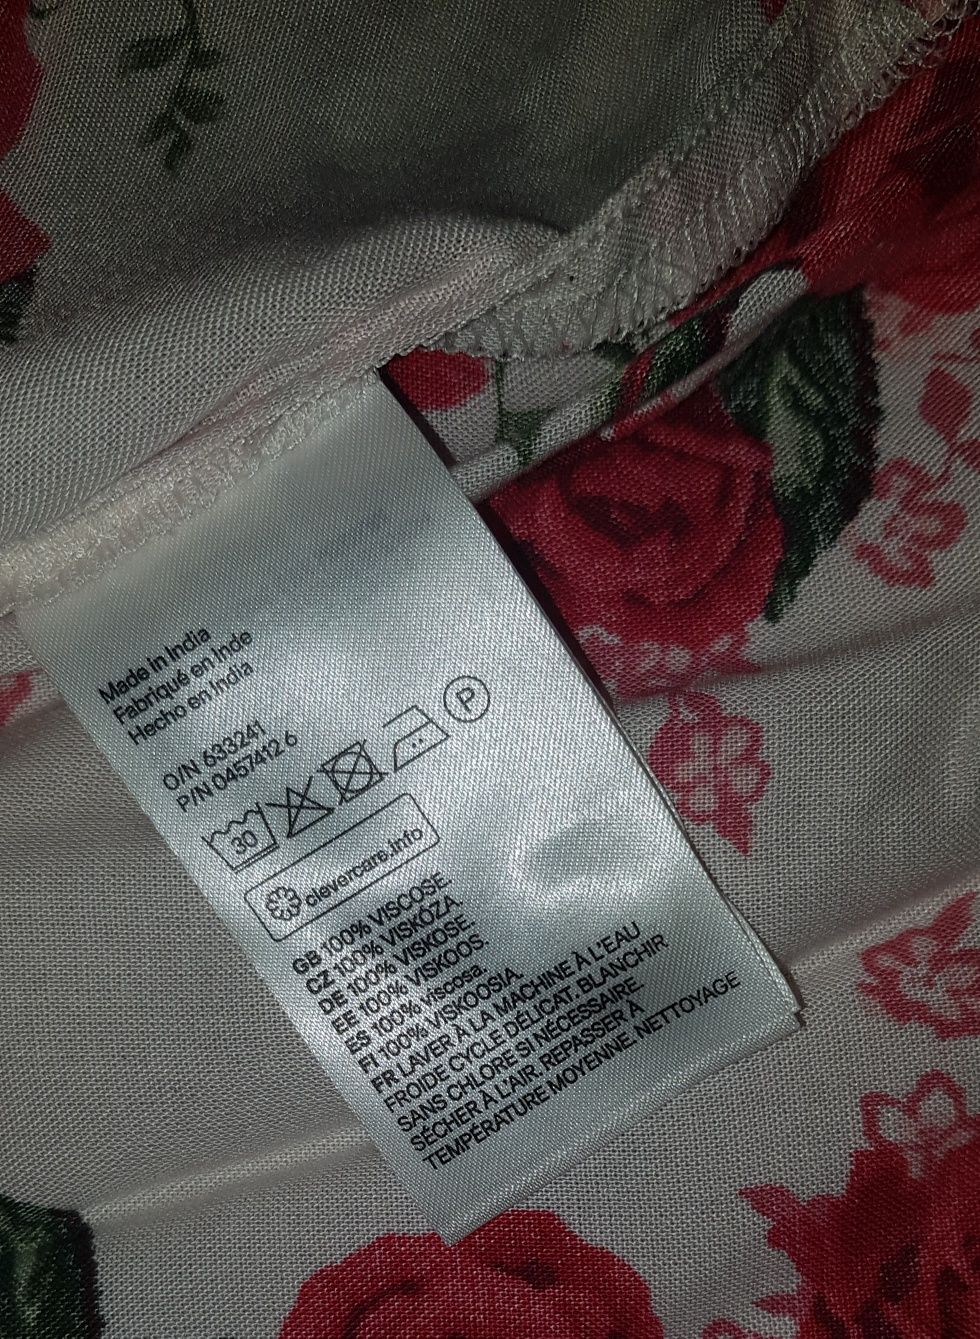 Made in India
Fabriqué en Inde
Hecho en India
O/N 633241
P/N 0457412 6
30
P
clevercare.info
GB 100% VISCOSE.
CZ 100% VISKÓZA.
DE 100% VISKOSE.
EE 100% VISKOOS.
ES 100% viscosa.
FI 100% VISKOOSIA.
FR LAVER À LA MACHINE À L'EAU
FROIDE CYCLE DÉLICAT. BLANCHIR
SANS CHLORE SI NÉCESSAIRE.
SÉCHER À L'AIR. REPASSER À
TEMPÉRATURE MOYENNE. NETTOYAGE